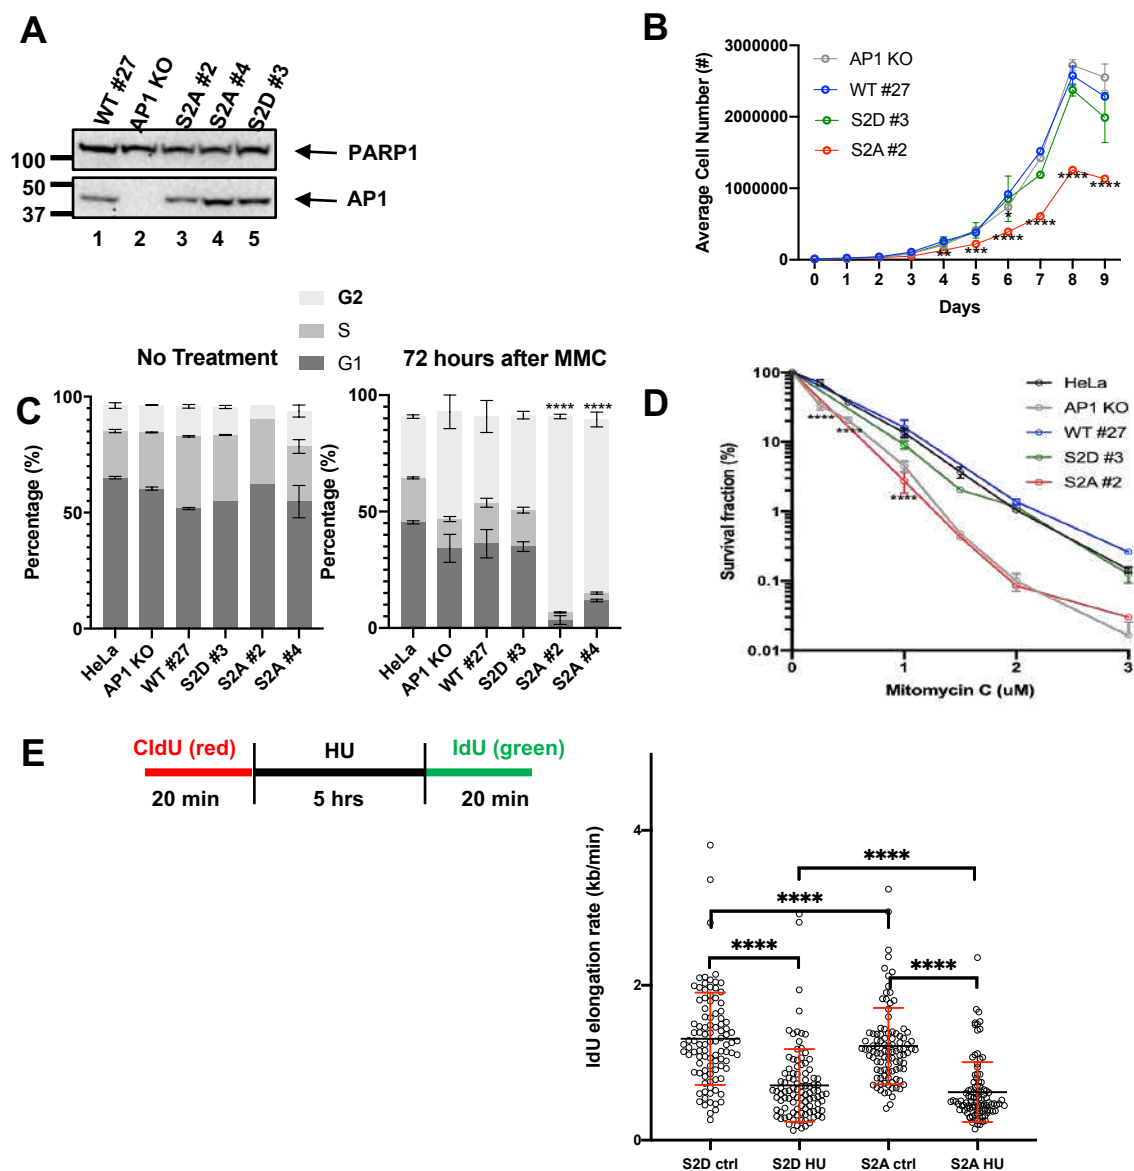 A
WT #27
AP1 KO
S2A #2
S2A #4
S2D #3
100
PARP1
50
37
AP1
1 2 3 4 5
B
Average Cell Number (#)
3000000
2000000
1000000
0
AP1 KO
WT #27
S2D #3
S2A #2
**
***
*
****
****
****
****
0 1 2 3 4 5 6 7 8 9
Days
G2
S
G1
No Treatment
72 hours after MMC
C
Percentage (%)
100
50
0
HeLa
AP1 KO
WT #27
S2D #3
S2A #2
S2A #4
Percentage (%)
100
50
0
****
****
HeLa
AP1 KO
WT #27
S2D #3
S2A #2
S2A #4
D
Survival fraction (%)
100
10
1
0.1
0.01
HeLa
AP1 KO
WT #27
S2D #3
S2A #2
****
****
****
0 1 2 3
Mitomycin C (uM)
E
CldU (red)
HU
IdU (green)
20 min
5 hrs
20 min
IdU elongation rate (kb/min)
4
2
0
****
****
****
****
S2D ctrl
S2D HU
S2A ctrl
S2A HU